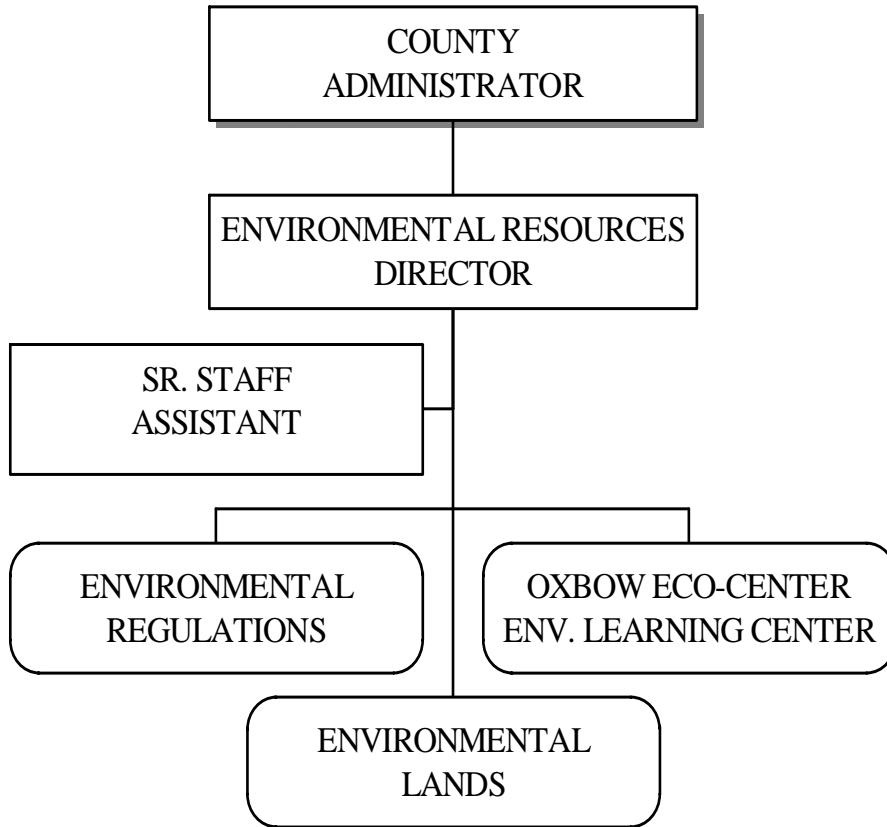 COUNTY
ADMINISTRATOR
ENVIRONMENTAL RESOURCES
DIRECTOR
SR. STAFF
ASSISTANT
ENVIRONMENTAL
REGULATIONS
OXBOW ECO-CENTER
ENV. LEARNING CENTER
ENVIRONMENTAL
LANDS